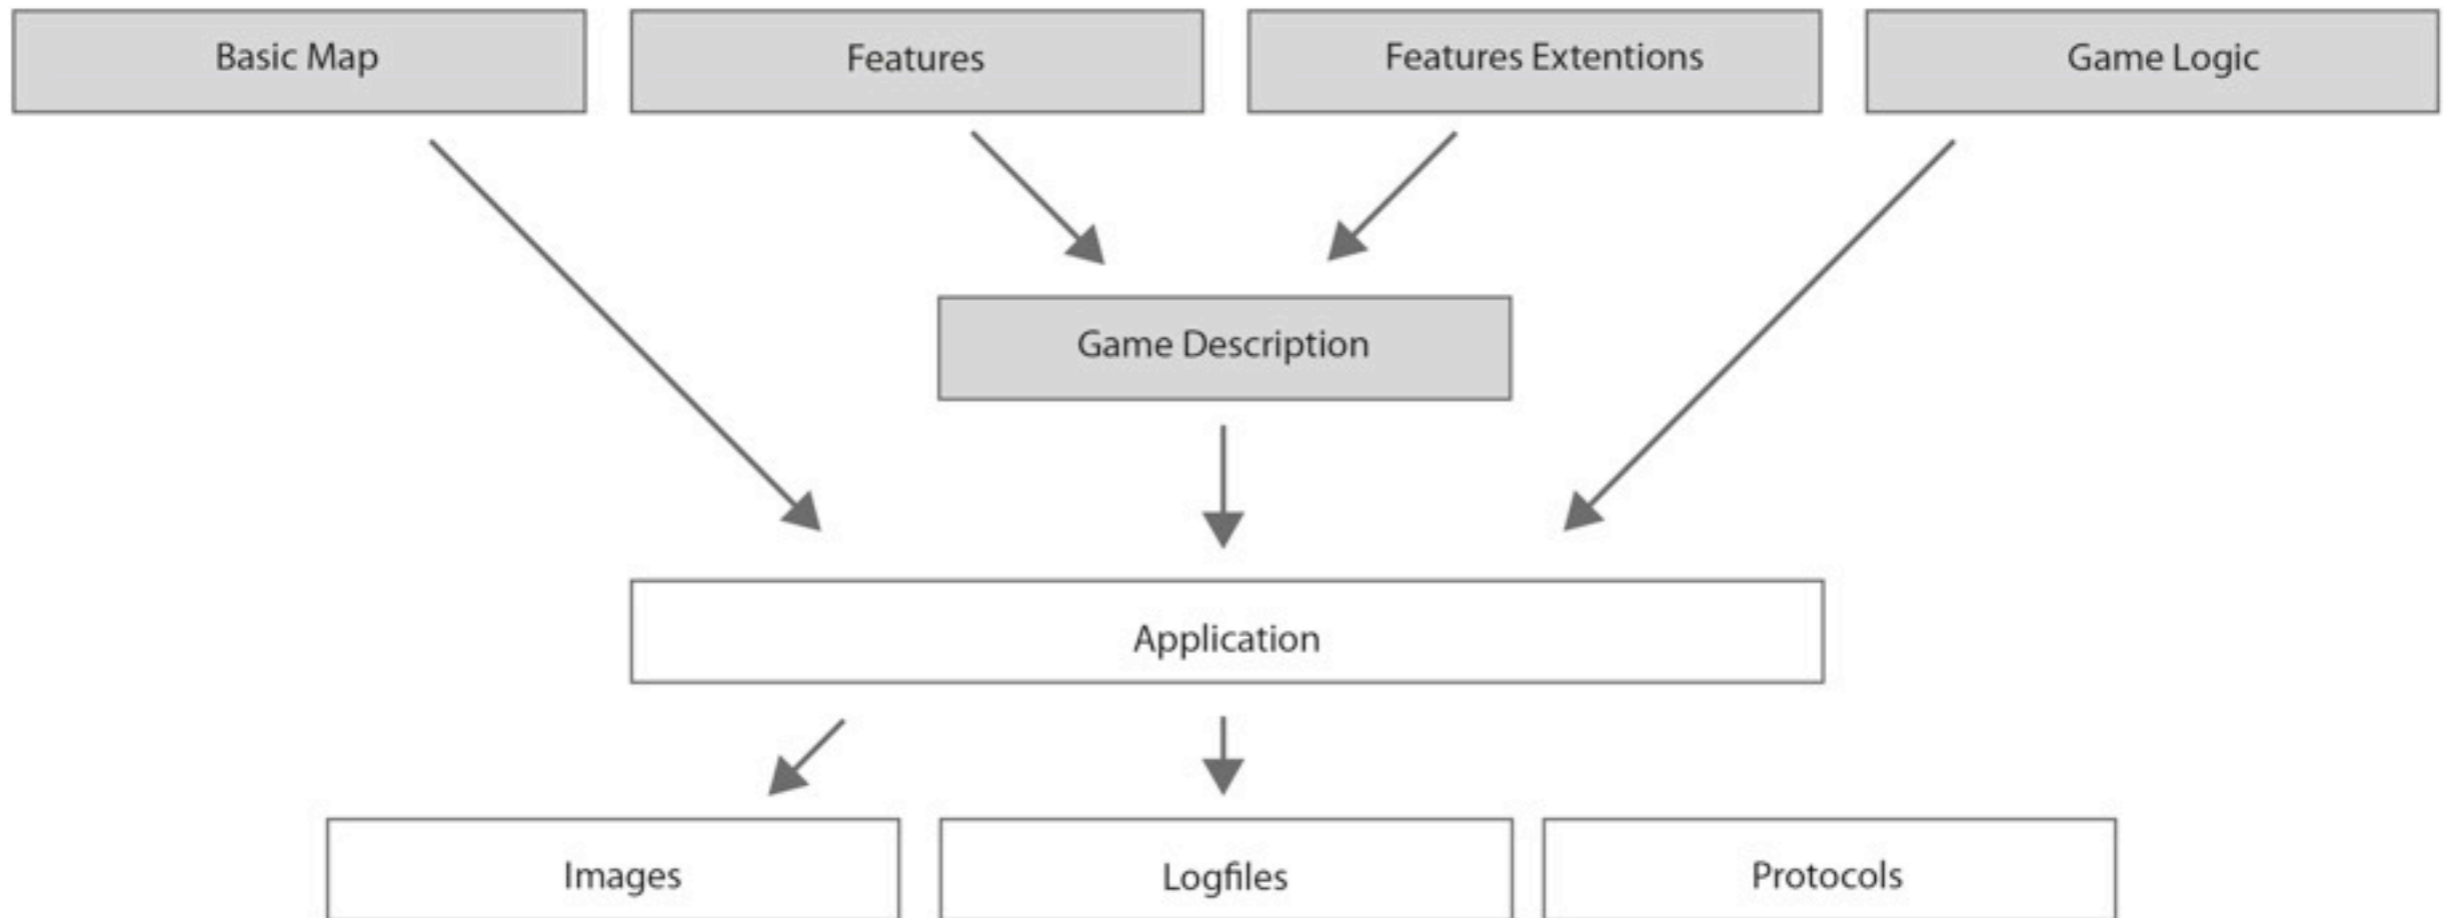 Basic Map
Features
Features Extentions
Game Logic
Game Description
Application
Images
Logfiles
Protocols